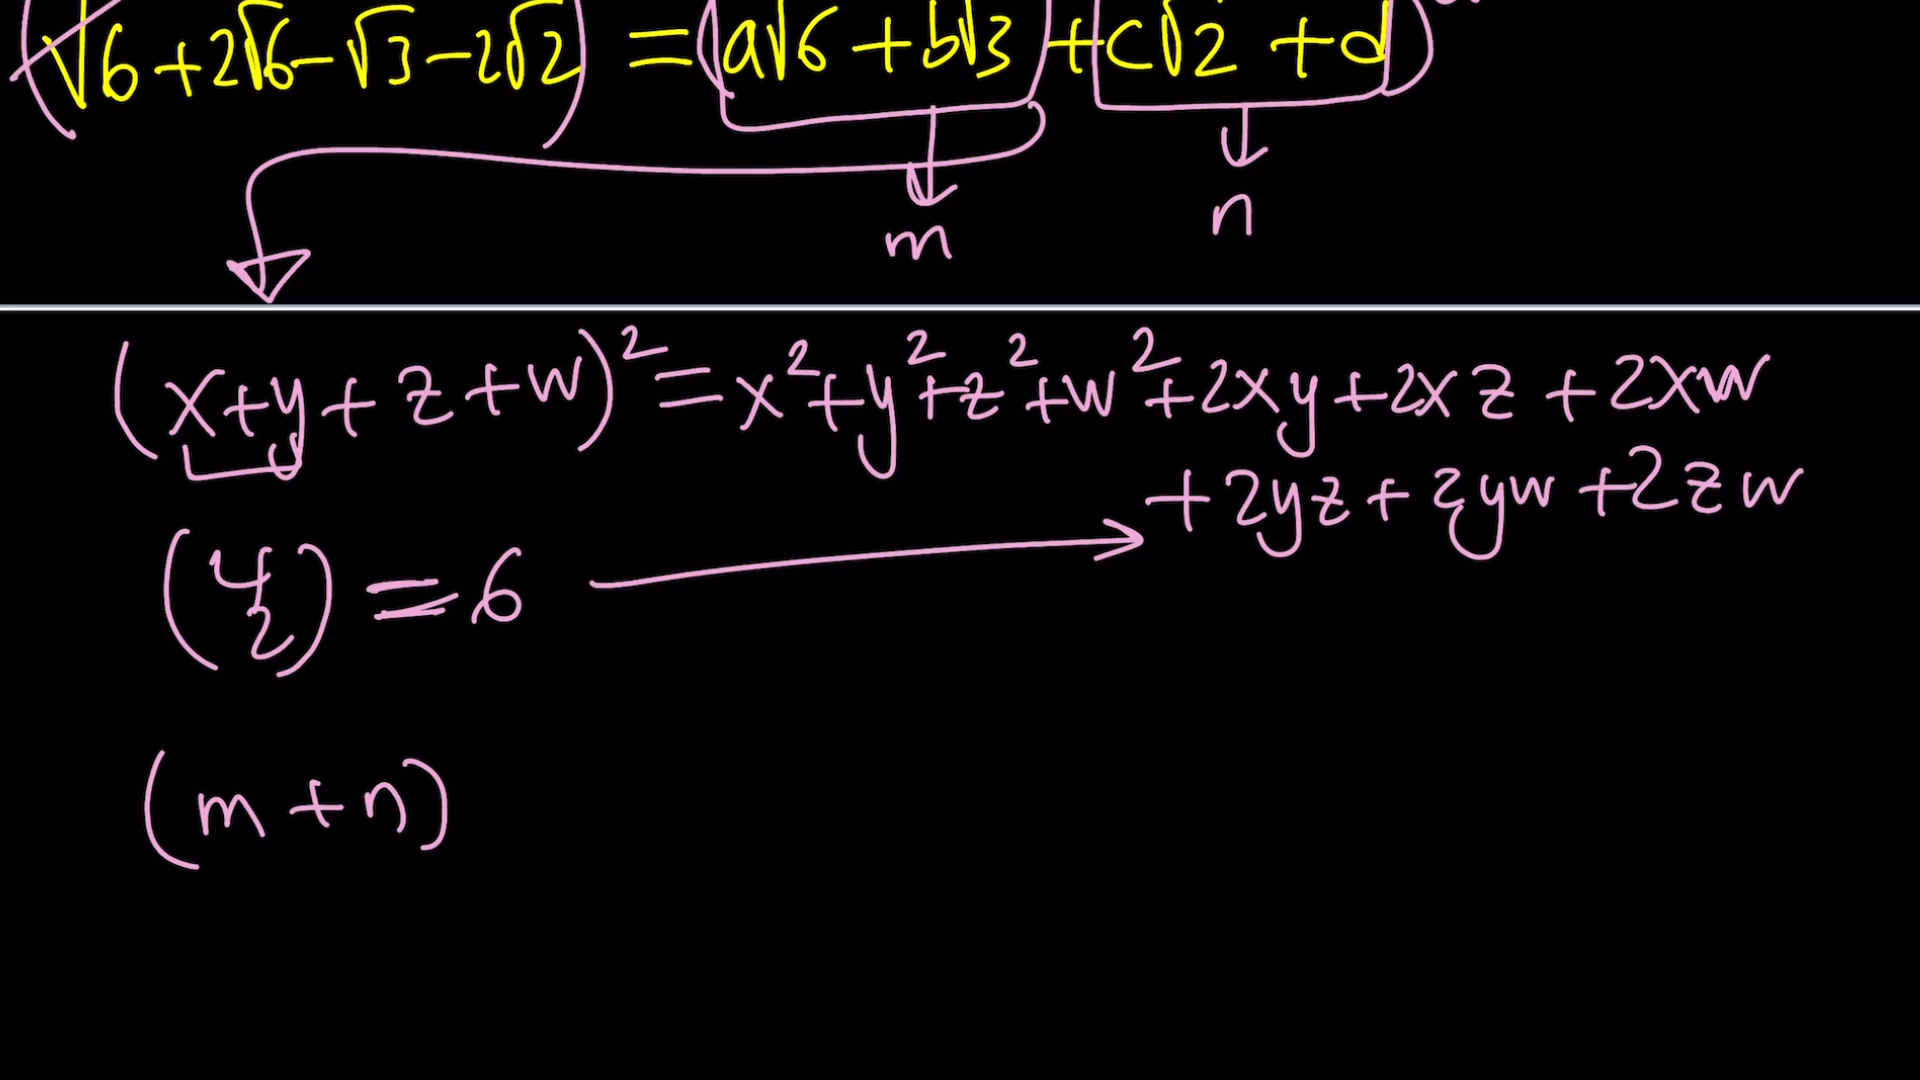 (√6+2√6-√3-2√2) = (a√6+b√3+c√2+d)
m n
(x+y+z+w)²=x²+y²+z²+w²+2xy+2xz+2xw
+2yz+2yw+2zw
(4 2) = 6
(m+n)